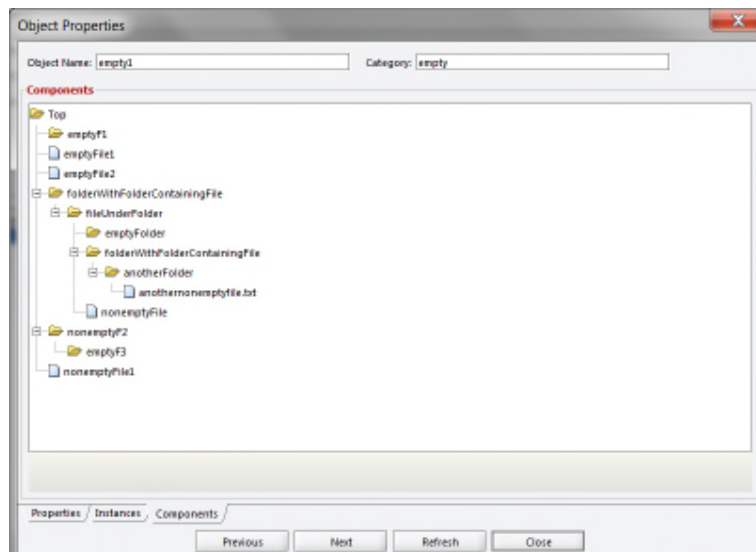 Object Properties
Object Name: empty1 Category: empty
Components
Top
emptyF1
emptyFile1
emptyFile2
folderWithFolderContainingFile
fileUnderFolder
emptyFolder
folderWithFolderContainingFile
anotherFolder
anothernonemptyfile.txt
nonemptyFile
nonemptyF2
emptyF3
nonemptyFile1
Properties Instances Components
Previous Next Refresh Close